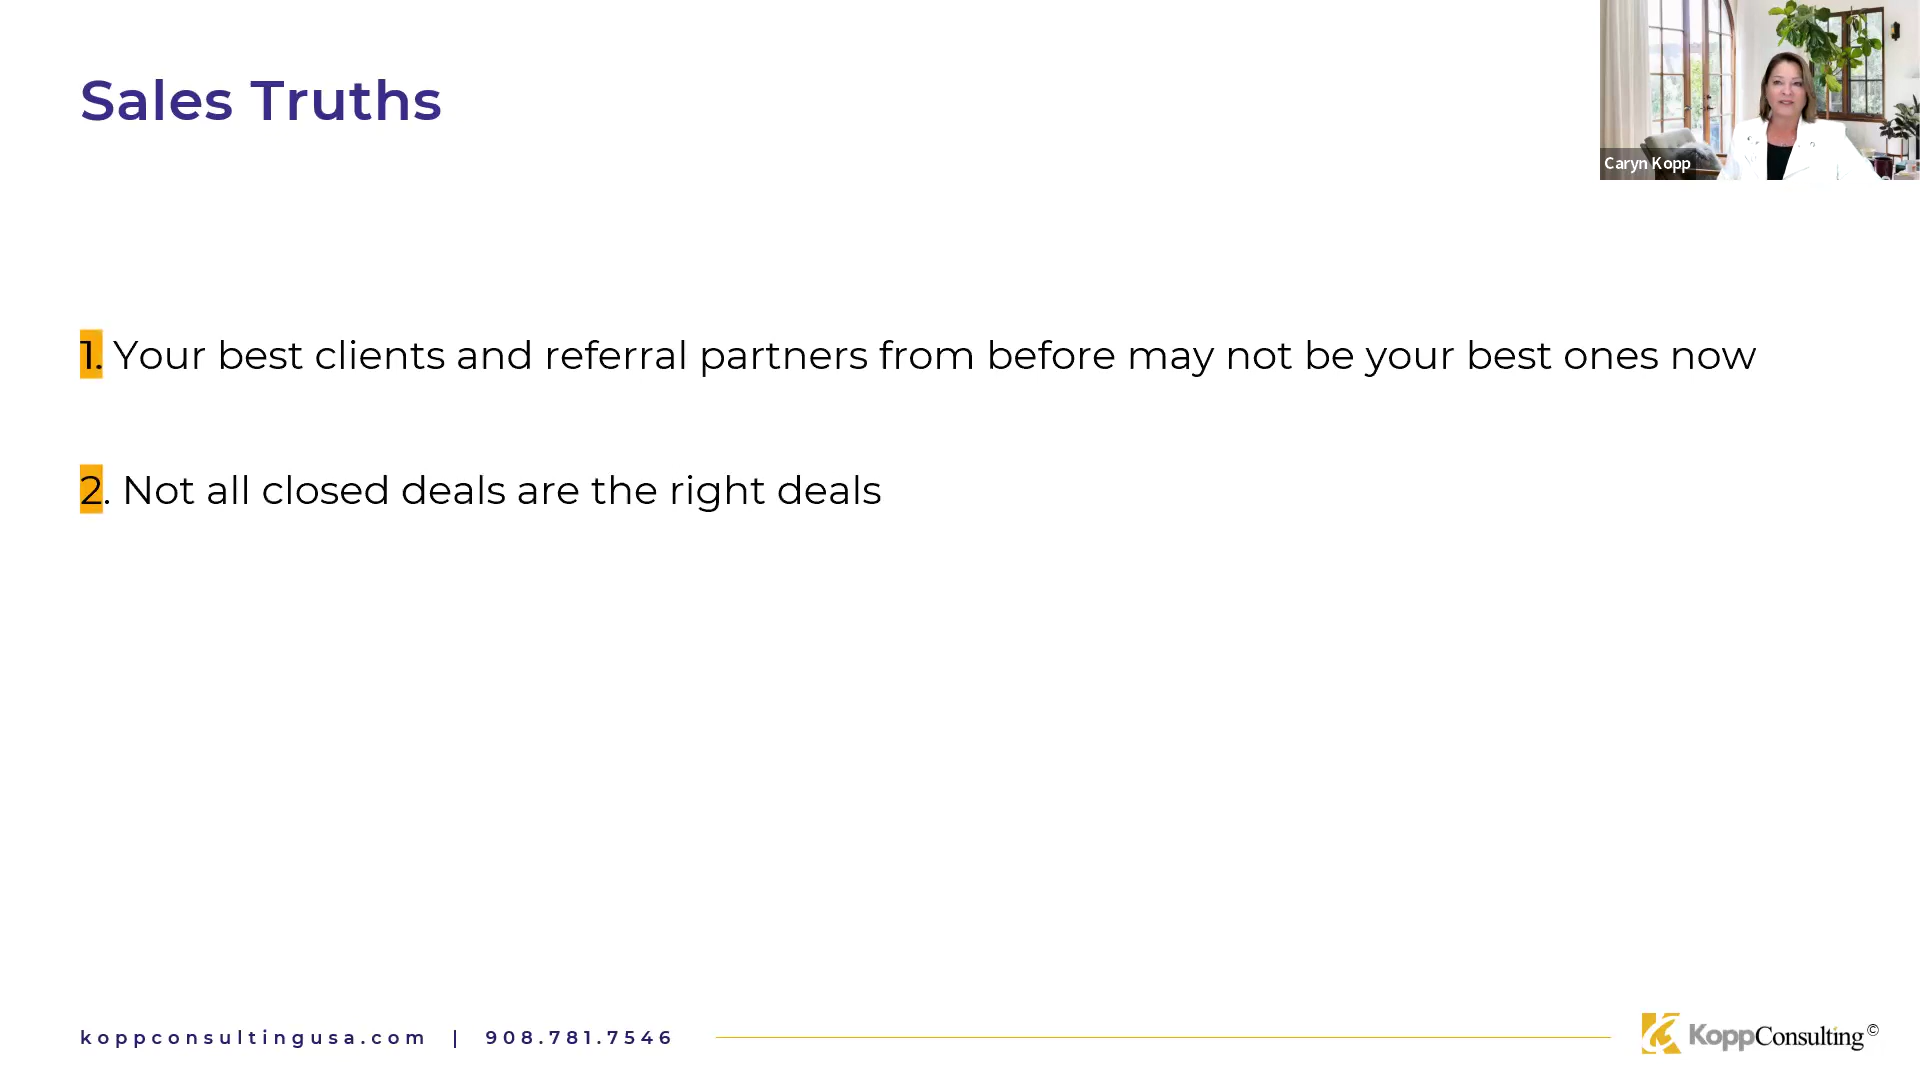 Sales Truths
Caryn Kopp
1. Your best clients and referral partners from before may not be your best ones now
2. Not all closed deals are the right deals
koppconsultingusa.com | 908.781.7546
KoppConsulting©